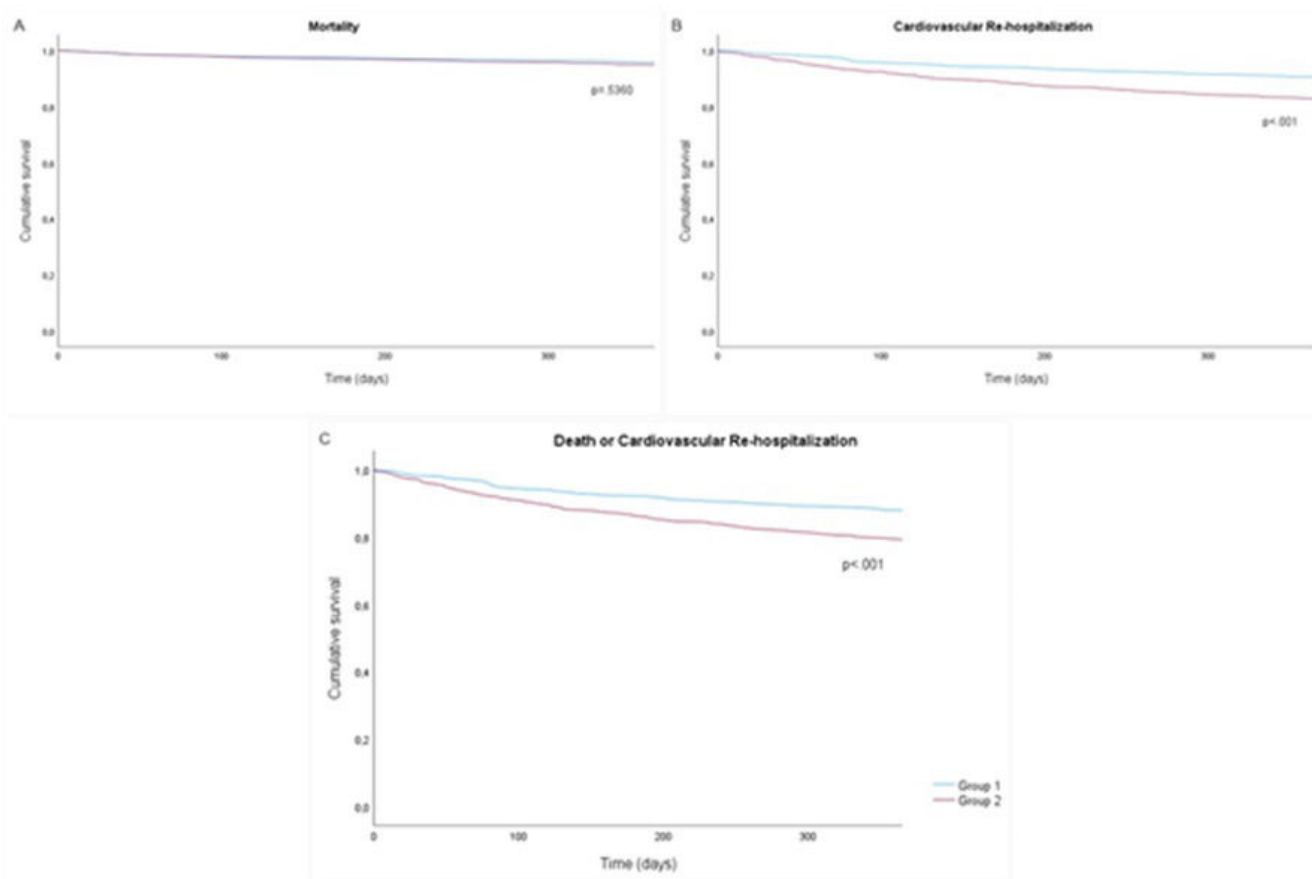 A
Mortality
1,0
0,8
0,6
0,4
0,2
0,0
Cumulative survival
p=.5360
0 100 200 300
Time (days)
B
Cardiovascular Re-hospitalization
1,0
0,8
0,6
0,4
0,2
0,0
Cumulative survival
p<.001
0 100 200 300
Time (days)
C
Death or Cardiovascular Re-hospitalization
1,0
0,8
0,6
0,4
0,2
0,0
Cumulative survival
p<.001
0 100 200 300
Time (days)
Group 1
Group 2